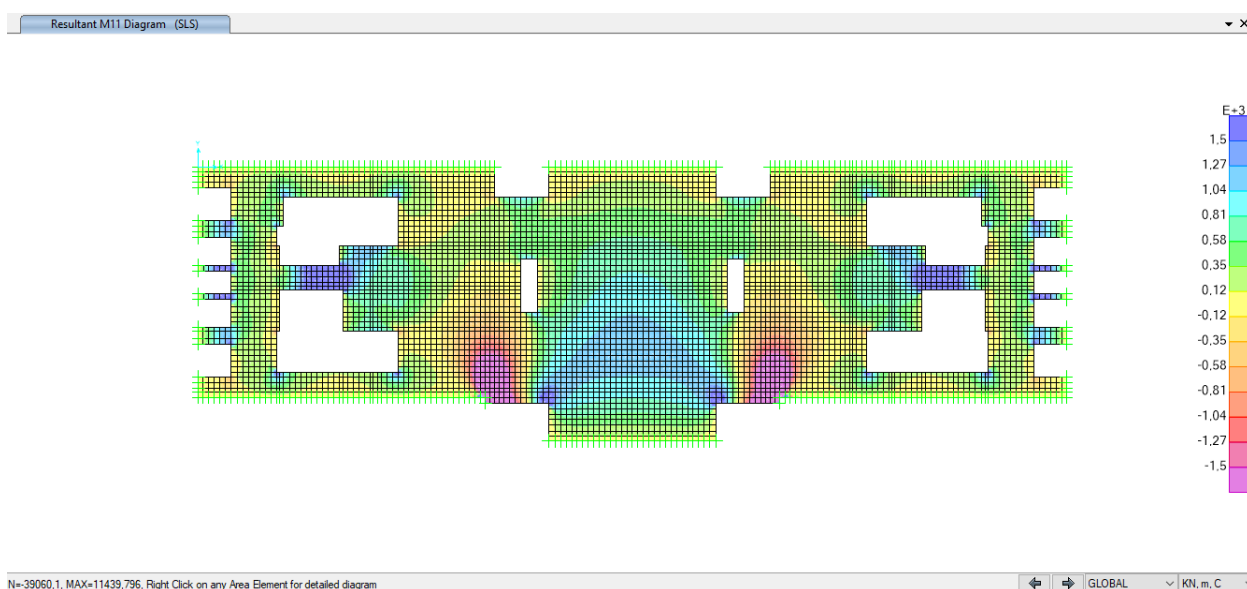 Resultant M11 Diagram (SLS)
E+3
1.5
1.27
1.04
0.81
0.58
0.35
0.12
-0.12
-0.35
-0.58
-0.81
-1.04
-1.27
-1.5
N=-39060.1, MAX=11439.796, Right Click on any Area Element for detailed diagram
GLOBAL
KN, m, C